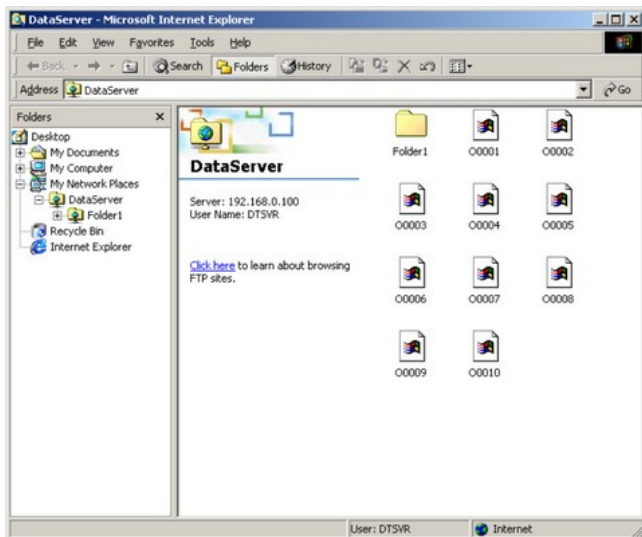 DataServer - Microsoft Internet Explorer
File Edit View Favorites Tools Help
Back Search Folders History
Address DataServer Go
Folders
Desktop
My Documents
My Computer
My Network Places
DataServer
Folder1
Recycle Bin
Internet Explorer
DataServer
Server: 192.168.0.100
User Name: DTSVR
Click here to learn about browsing
FTP sites.
Folder1 O0001 O0002
O0003 O0004 O0005
O0006 O0007 O0008
O0009 O0010
User: DTSVR Internet